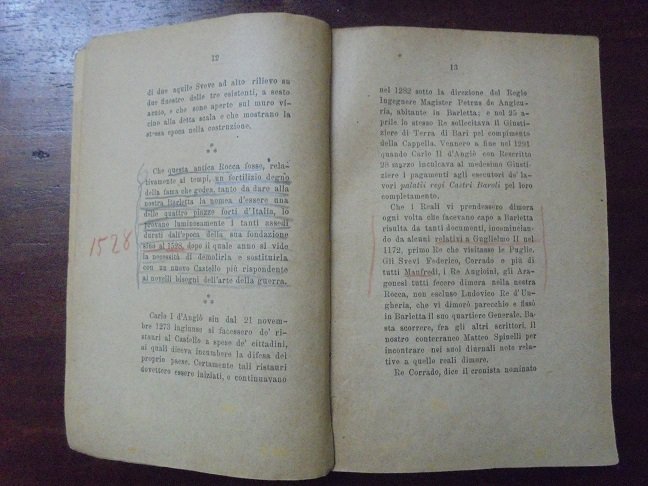 12
di due aquile Sveve ad alto rilievo su
due finestre delle tre esistenti, a sesto
acuto, e che sono aperte sul muro vi-
cino alla detta scala e che mostrano la
stessa epoca nella costruzione.
Che questa antica Rocca fosse, rela-
tivamente ai tempi, un fortilizio degno
della fama che godea, tanto da dare alla
nostra Barletta la nomea d'essere una
delle quattro piazze forti d'Italia, lo
provano luminosamente i tanti assedi
durati dall'epoca della sua fondazione
sino al 1528, dopo il quale anno si vide
la necessità di demolirla e sostituirla
con un nuovo Castello più rispondente
ai novelli bisogni dell'arte della guerra.
1528
Carlo I d'Angiò sin dal 21 novem-
bre 1273 ingiunse si facessero de' ri-
stauri al Castello a spese de' cittadini,
ai quali diceva incumbere la difesa del
proprio paese. Certamente tali ristauri
dovettero essere iniziati, e continuavano
13
nel 1282 sotto la direzione del Regio
ingegnere Magister Petrus de Angicu-
ria, abitante in Barletta; e nel 25 a-
prile lo stesso Re sollecitava il Giusti-
ziere di Terra di Bari pel compimento
della Cappella. Vennero a fine nel 1291
quando Carlo II d'Angiò con Rescritto
28 marzo inculcava al medesimo Giusti-
ziere i pagamenti agli esecutori de' la-
vori palatii regi Castri Baroli pel loro
completamento.
Che i Reali vi prendessero dimora
ogni volta che facevano capo a Barletta
risulta da tanti documenti, incomincian-
do da alcuni relativi a Guglielmo II nel
1172, primo Re che visitasse le Puglie.
Gli Svevi Federico, Corrado e più di
tutti Manfredi, i Re Angioini, gli Ara-
gonesi tutti fecero dimora nella nostra
Rocca, non escluso Ludovico Re d'Un-
gheria, che vi dimorò parecchio e fissò
in Barletta il suo quartiere Generale. Ba-
sta scorrere, fra gli altri scrittori, il
nostro conterraneo Matteo Spinelli per
incontrare nei suoi diurnali note rela-
tive a quelle reali dimore.
Re Corrado, dice il cronista nominato